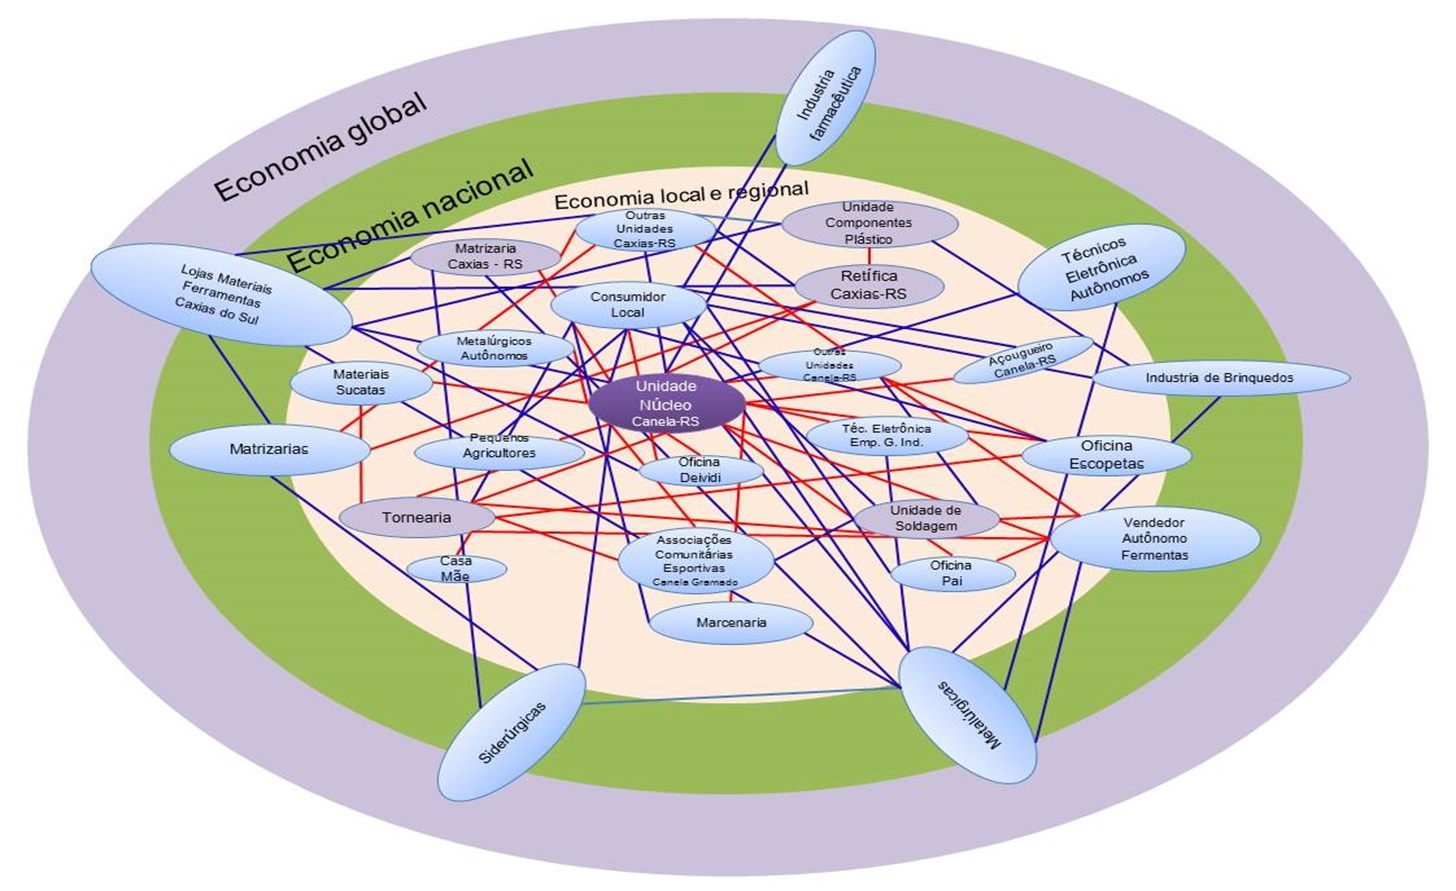 Economia global
Economia nacional
Economia local e regional
Industria
farmacêutica
Outras
Unidades
Caxias-RS
Unidade
Componentes
Plástico
Matrizaria
Caxias - RS
Técnicos
Eletrônica
Autônomos
Lojas Materiais
Ferramentas
Caxias do Sul
Retífica
Caxias-RS
Consumidor
Local
Metalúrgicos
Autônomos
Outras
Unidades
Canela-RS
Açougueiro
Canela-RS
Materiais
Sucatas
Industria de Brinquedos
Unidade
Núcleo
Canela-RS
Matrizarias
Pequenos
Agricultores
Téc. Eletrônica
Emp. G. Ind.
Oficina
Escopetas
Oficina
Deividi
Tornearia
Unidade de
Soldagem
Vendedor
Autônomo
Fermentas
Associações
Comunitárias
Esportivas
Canela Gramado
Casa
Mãe
Oficina
Pai
Marcenaria
Siderúrgicas
Metalúrgicas